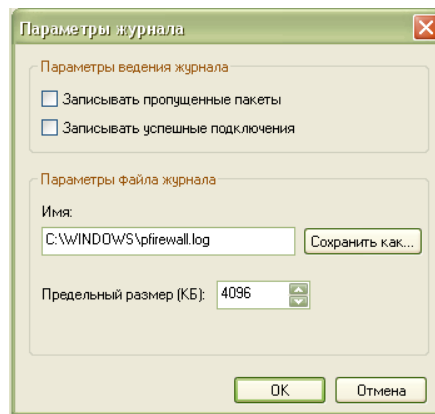 Параметры журнала
Параметры ведения журнала
Записывать пропущенные пакеты
Записывать успешные подключения
Параметры файла журнала
Имя:
C:\WINDOWS\pfirewall.log
Сохранить как...
Предельный размер (КБ): 4096
OK Отмена